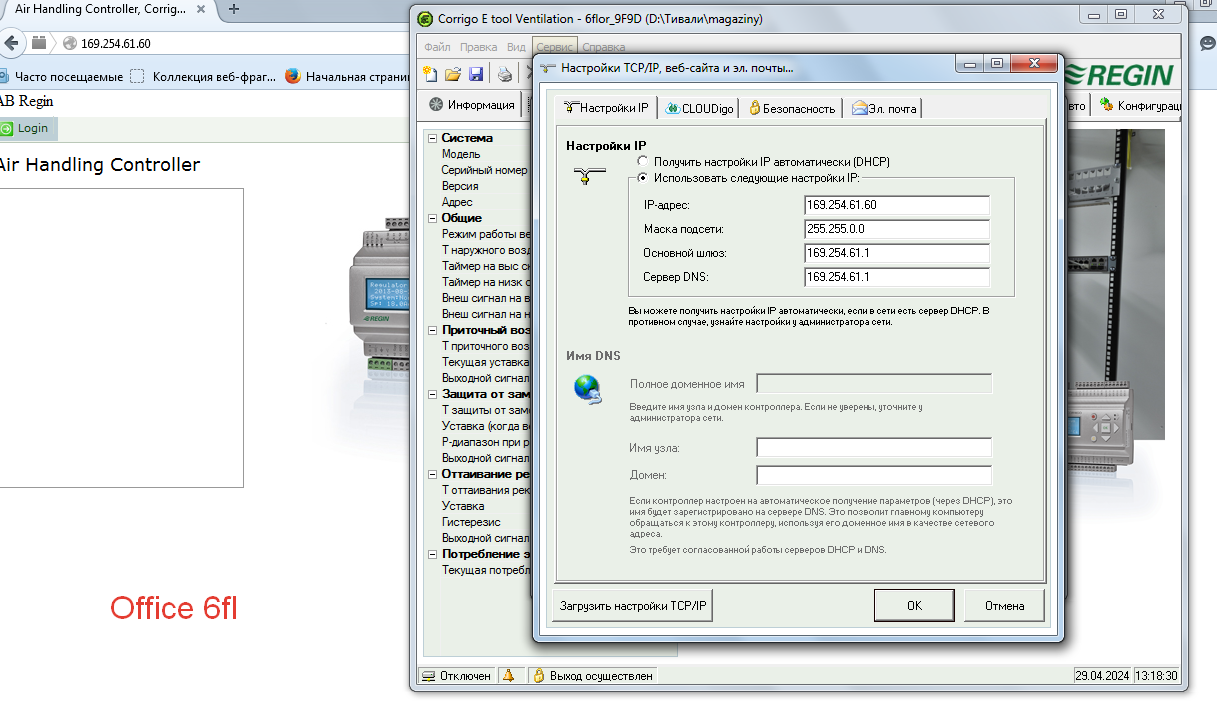 Air Handling Controller, Corrig...
169.254.61.60
Часто посещаемые
Коллекция веб-фраг...
Начальная страни
AB Regin
Login
Air Handling Controller
Office 6fl
Corrigo E tool Ventilation - 6flor_9F9D (D:\Тивали\magaziny)
Файл Правка Вид Сервис Справка
REGIN
Информация
вто
Конфигурац
Система
Модель
Серийный номер
Версия
Адрес
Общие
Режим работы ве
Т наружного возд
Таймер на выс ск
Таймер на низк с
Внеш сигнал на в
Внеш сигнал на н
Приточный воз
Т приточного воз
Текущая уставка
Выходной сигнал
Защита от зам
Т защиты от заме
Уставка (когда ве
Р-диапазон при р
Выходной сигнал
Оттаивание ре
Т оттаивания рек
Уставка
Гистерезис
Выходной сигнал
Потребление э
Текущая потребл
Настройки TCP/IP, веб-сайта и эл. почты...
Настройки IP
CLOUDigo
Безопасность
Эл. почта
Настройки IP
Получить настройки IP автоматически (DHCP)
Использовать следующие настройки IP:
IP-адрес: 169.254.61.60
Маска подсети: 255.255.0.0
Основной шлюз: 169.254.61.1
Сервер DNS: 169.254.61.1
Вы можете получить настройки IP автоматически, если в сети есть сервер DHCP. В
противном случае, узнайте настройки у администратора сети.
Имя DNS
Полное доменное имя
Введите имя узла и домен контроллера. Если не уверены, уточните у
администратора сети.
Имя узла:
Домен:
Если контроллер настроен на автоматическое получение параметров (через DHCP), это
имя будет зарегистрировано на сервере DNS. Это позволит главному компьютеру
обращаться к этому контроллеру, используя его доменное имя в качестве сетевого
адреса.
Это требует согласованной работы серверов DHCP и DNS.
Загрузить настройки TCP/IP
OK
Отмена
Отключен
Выход осуществлен
29.04.2024
13:18:30